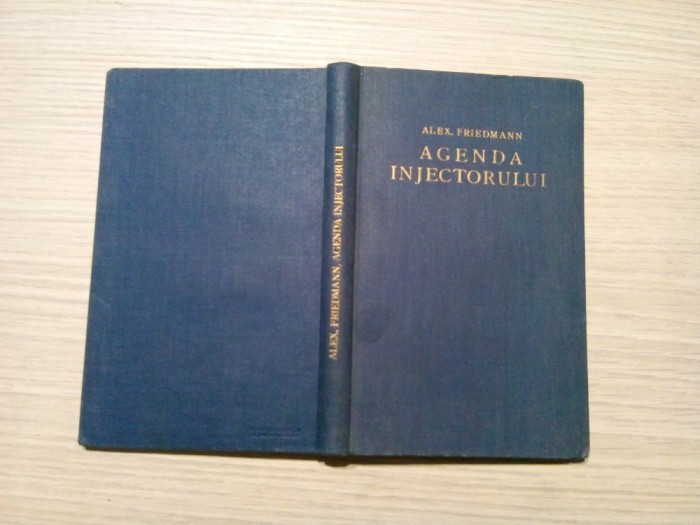 ALEX. FRIEDMANN
AGENDA
INJECTORULUI
ALEX. FRIEDMANN, AGENDA INJECTORULUI